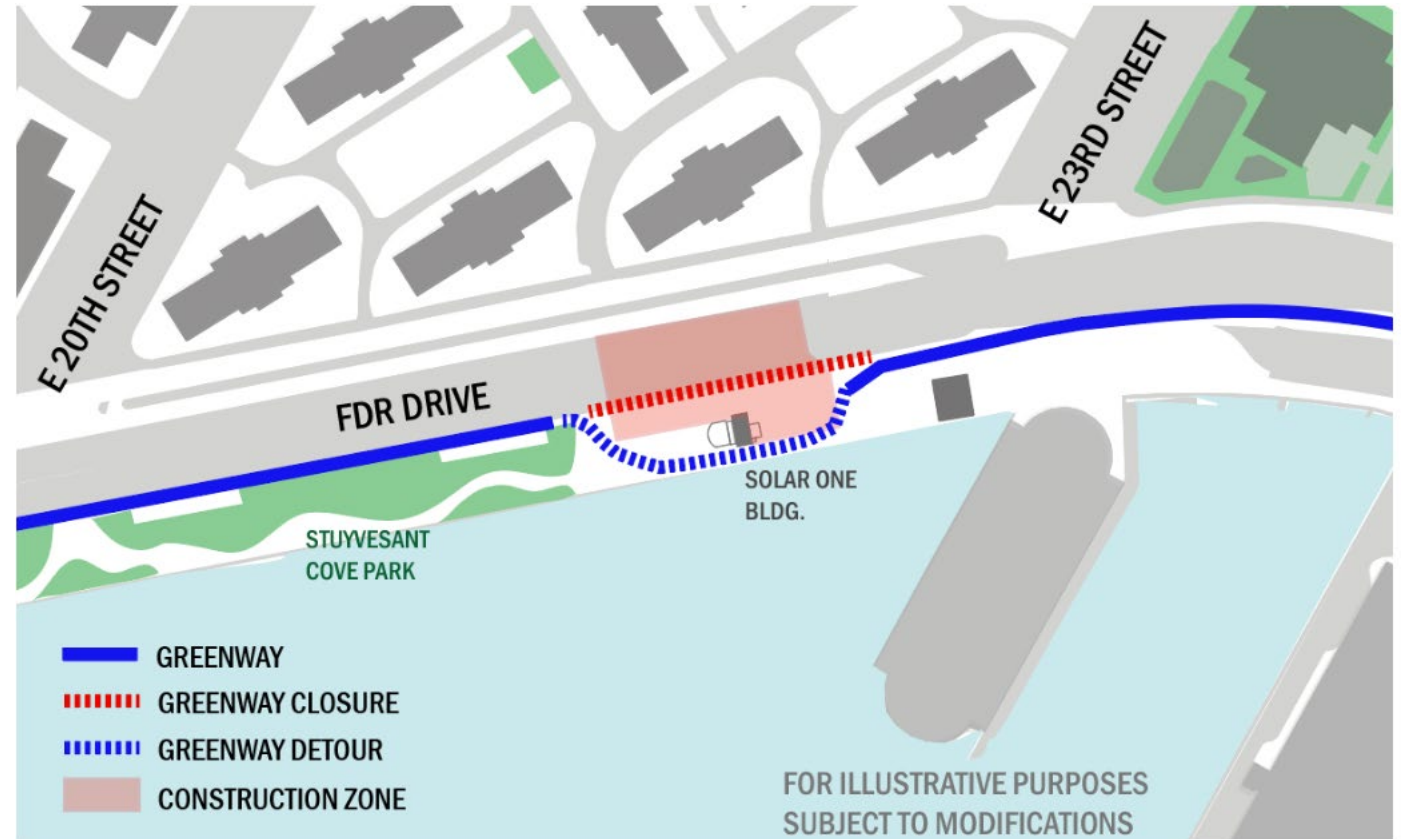 E 20TH STREET
E 23RD STREET
FDR DRIVE
SOLAR ONE
BLDG.
STUYVESANT
COVE PARK
GREENWAY
GREENWAY CLOSURE
GREENWAY DETOUR
CONSTRUCTION ZONE
FOR ILLUSTRATIVE PURPOSES
SUBJECT TO MODIFICATIONS